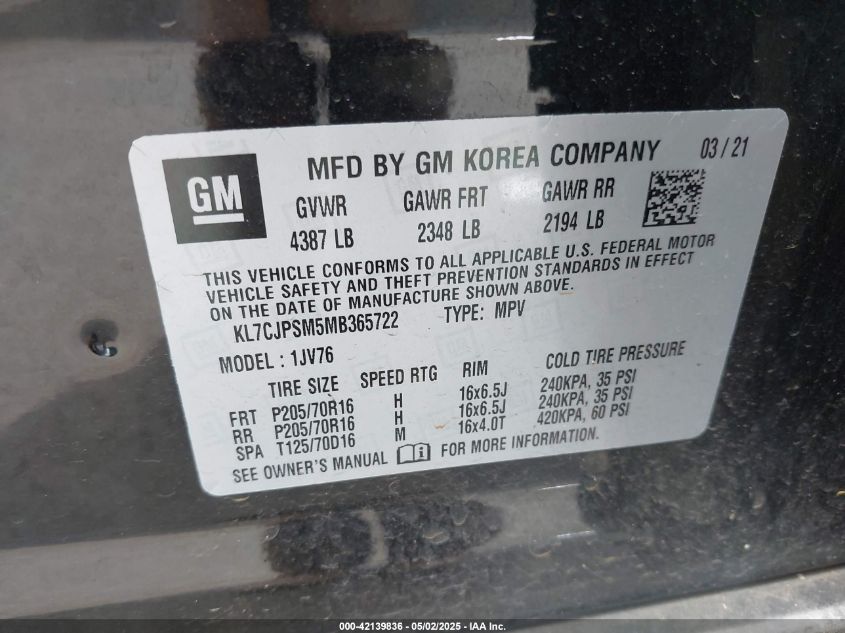 GM
MFD BY GM KOREA COMPANY 03/21
GVWR GAWR FRT GAWR RR
4387 LB 2348 LB 2194 LB
THIS VEHICLE CONFORMS TO ALL APPLICABLE U.S. FEDERAL MOTOR
VEHICLE SAFETY AND THEFT PREVENTION STANDARDS IN EFFECT
ON THE DATE OF MANUFACTURE SHOWN ABOVE.
KL7CJPSM5MB365722 TYPE: MPV
MODEL : 1JV76
TIRE SIZE SPEED RTG RIM COLD TIRE PRESSURE
FRT P205/70R16 H 16x6.5J 240KPA, 35 PSI
RR P205/70R16 H 16x6.5J 240KPA, 35 PSI
SPA T125/70D16 M 16x4.0T 420KPA, 60 PSI
SEE OWNER'S MANUAL FOR MORE INFORMATION.
000-42139836 - 05/02/2025 - IAA Inc.